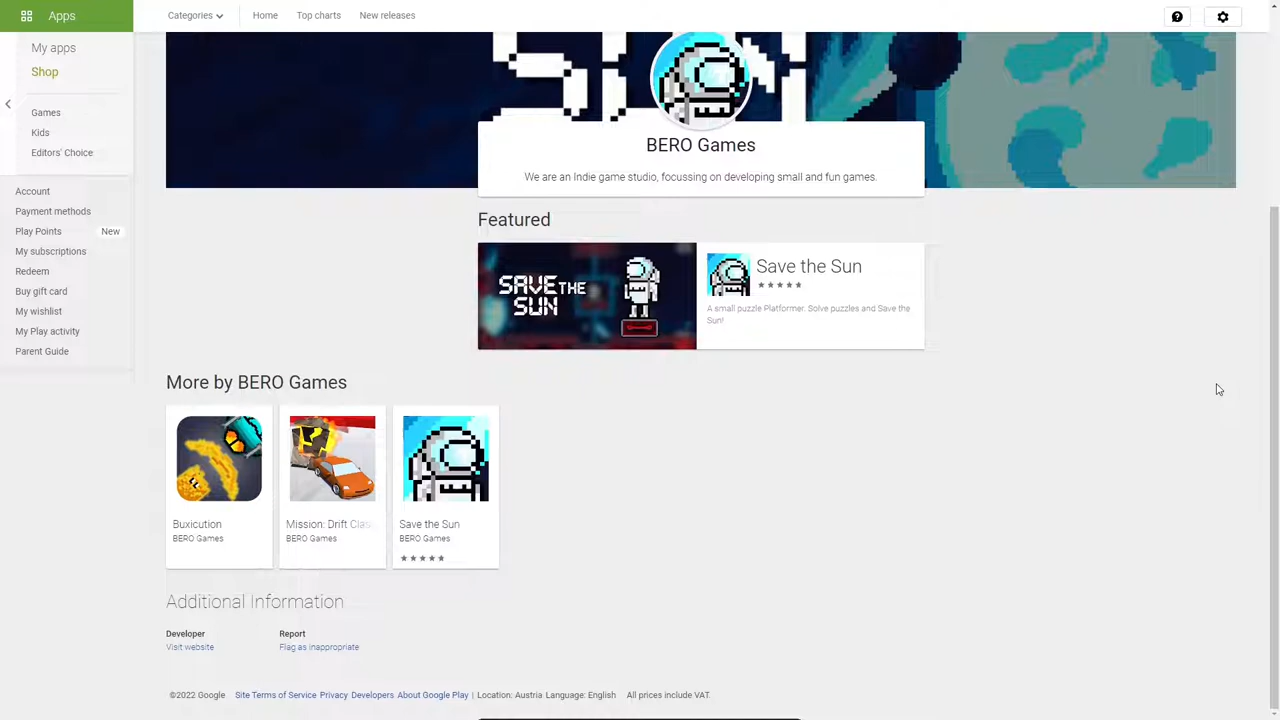 Apps
Categories
Home
Top charts
New releases
My apps
Shop
Games
Kids
Editors' Choice
Account
Payment methods
Play Points New
My subscriptions
Redeem
Buy gift card
My wishlist
My Play activity
Parent Guide
BERO Games
We are an Indie game studio, focussing on developing small and fun games.
Featured
SAVE THE
SUN
Save the Sun
A small puzzle Platformer. Solve puzzles and Save the
Sun!
More by BERO Games
Buxicution
BERO Games
Mission: Drift Clas
BERO Games
Save the Sun
BERO Games
Additional Information
Developer
Visit website
Report
Flag as inappropriate
©2022 Google Site Terms of Service Privacy Developers About Google Play | Location: Austria Language: English All prices include VAT.